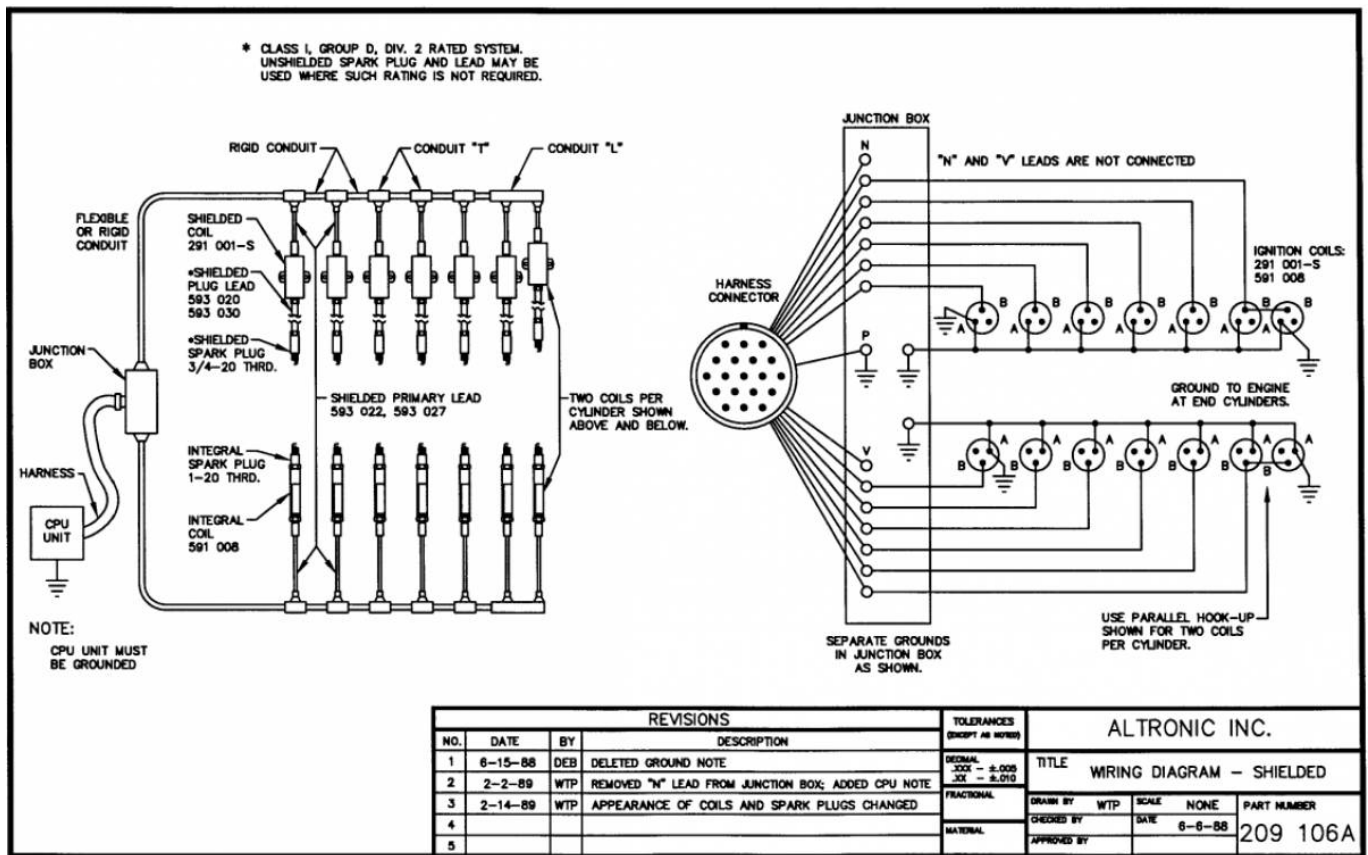 * CLASS I, GROUP D, DIV. 2 RATED SYSTEM.
UNSHIELDED SPARK PLUG AND LEAD MAY BE
USED WHERE SUCH RATING IS NOT REQUIRED.
RIGID CONDUIT
CONDUIT "T"
CONDUIT "L"
FLEXIBLE
OR RIGID
CONDUIT
SHIELDED
COIL
291 001-S
*SHIELDED
PLUG LEAD
593 020
593 030
*SHIELDED
SPARK PLUG
3/4-20 THRD.
JUNCTION
BOX
SHIELDED PRIMARY LEAD
593 022, 593 027
TWO COILS PER
CYLINDER SHOWN
ABOVE AND BELOW.
INTEGRAL
SPARK PLUG
1-20 THRD.
HARNESS
INTEGRAL
COIL
591 008
CPU
UNIT
NOTE:
CPU UNIT MUST
BE GROUNDED
JUNCTION BOX
N
"N" AND "V" LEADS ARE NOT CONNECTED
HARNESS
CONNECTOR
IGNITION COILS:
291 001-S
591 008
B B B B B B B
A A A A A A A
P
GROUND TO ENGINE
AT END CYLINDERS.
V
A A A A A A A
B B B B B B B
USE PARALLEL HOOK-UP
SHOWN FOR TWO COILS
PER CYLINDER.
SEPARATE GROUNDS
IN JUNCTION BOX
AS SHOWN.
REVISIONS
NO. DATE BY DESCRIPTION
1 6-15-88 DEB DELETED GROUND NOTE
2 2-2-89 WTP REMOVED "N" LEAD FROM JUNCTION BOX; ADDED CPU NOTE
3 2-14-89 WTP APPEARANCE OF COILS AND SPARK PLUGS CHANGED
4
5
TOLERANCES
(EXCEPT AS NOTED)
DECIMAL
.XXX - ±.005
.XX - ±.010
FRACTIONAL
MATERIAL
ALTRONIC INC.
TITLE WIRING DIAGRAM - SHIELDED
DRAWN BY WTP
SCALE NONE
PART NUMBER
CHECKED BY
DATE 6-6-88
209 106A
APPROVED BY